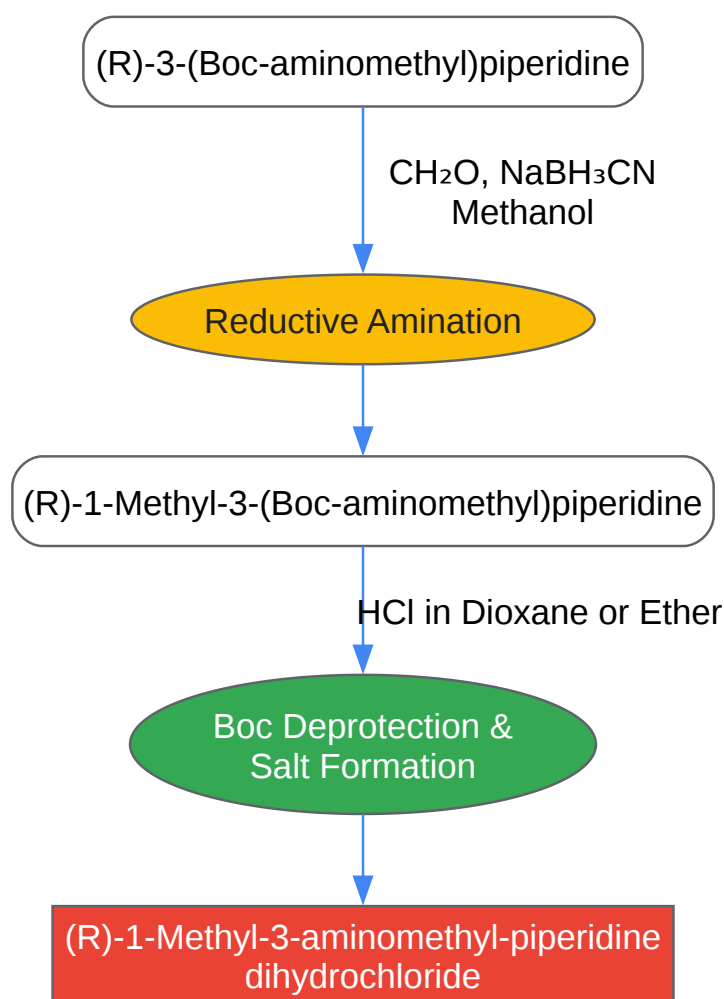 (R)-3-(Boc-aminomethyl)piperidine
CH₂O, NaBH₃CN
Methanol
Reductive Amination
(R)-1-Methyl-3-(Boc-aminomethyl)piperidine
HCl in Dioxane or Ether
Boc Deprotection &
Salt Formation
(R)-1-Methyl-3-aminomethyl-piperidine
dihydrochloride